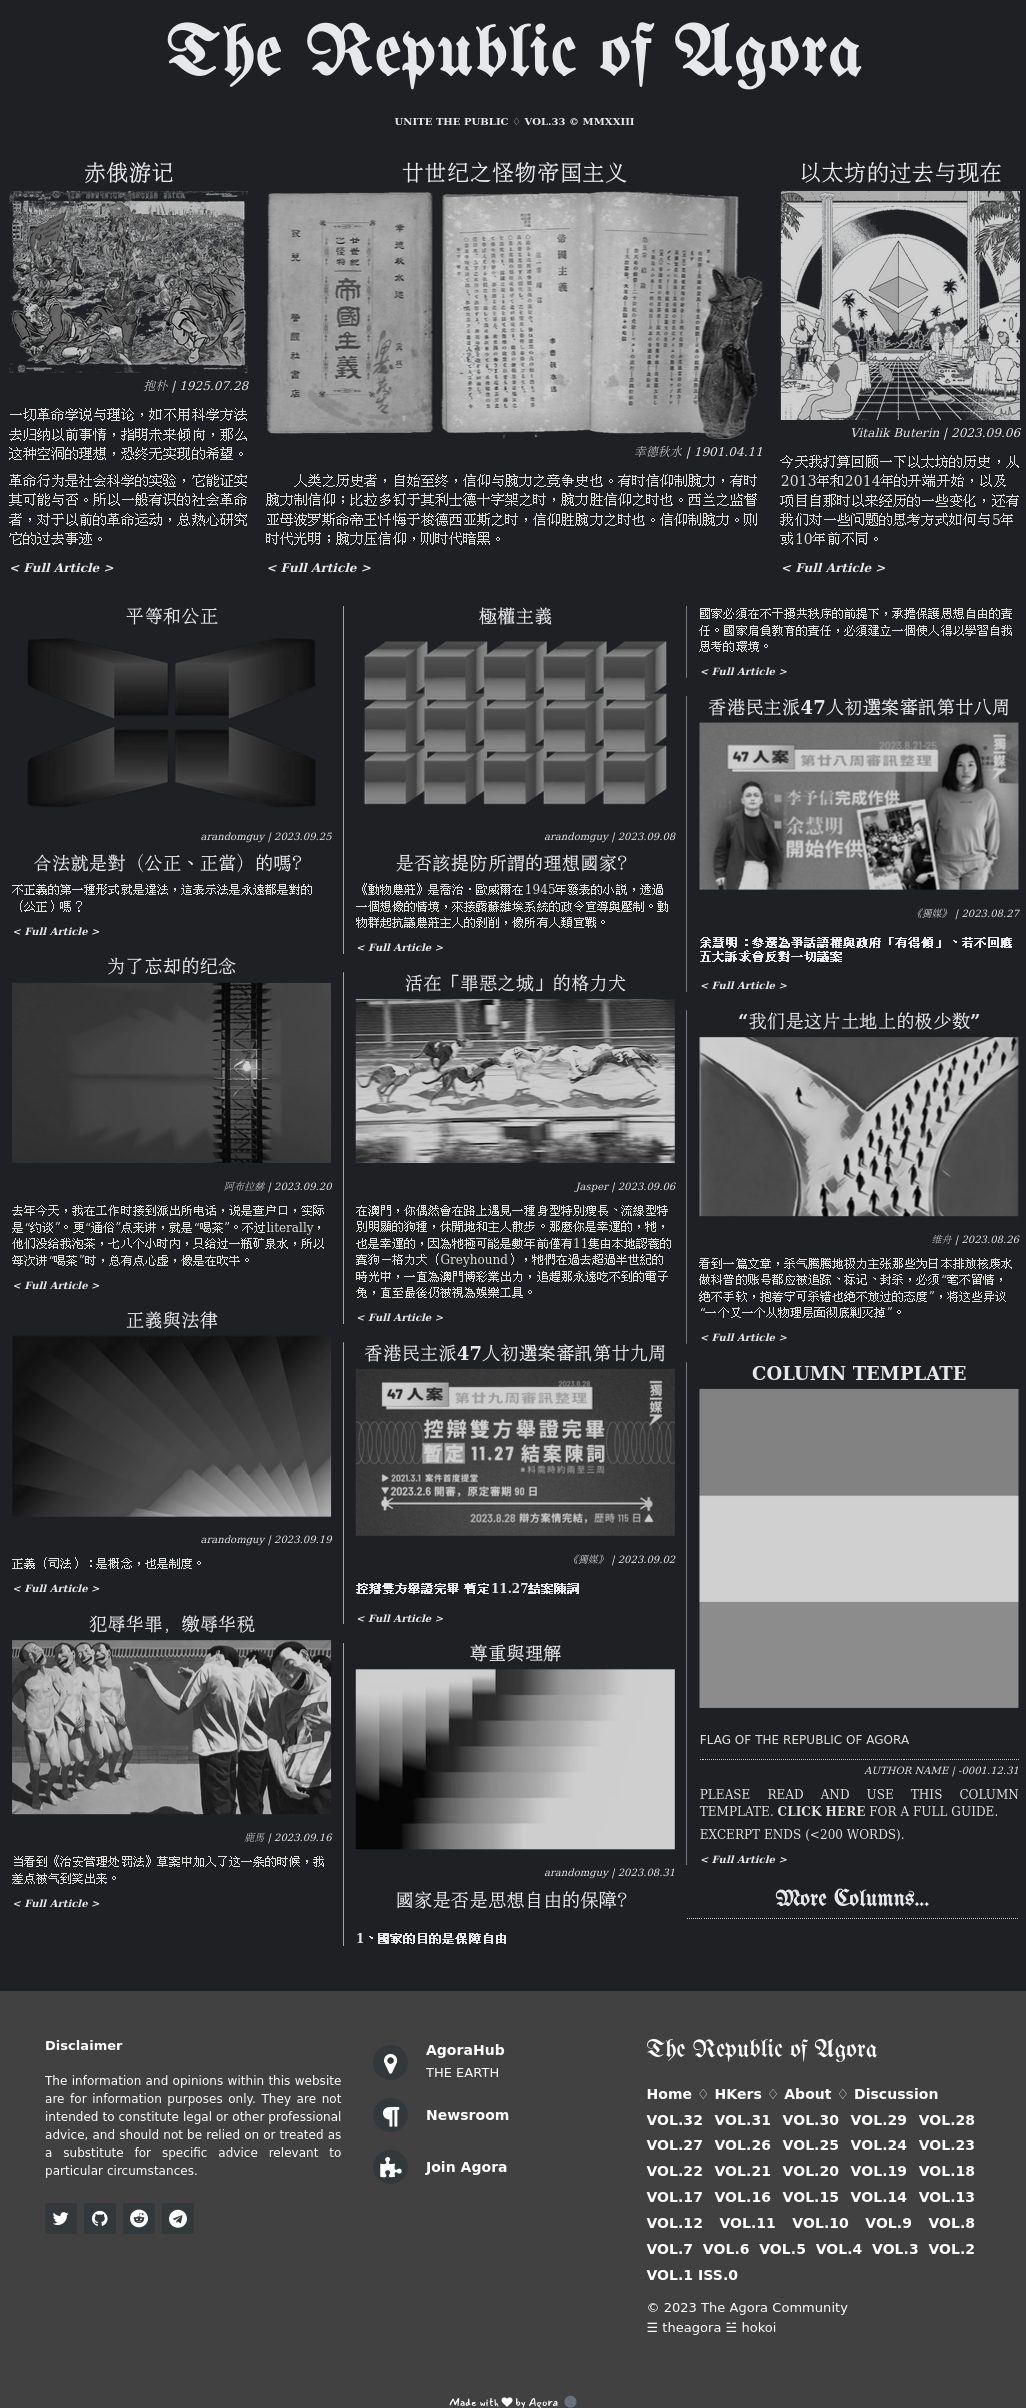 The Republic of Agora
UNITE THE PUBLIC ♢ VOL.33 © MMXXIII
赤俄游记
抱朴 | 1925.07.28
一切革命学说与理论，如不用科学方法
去归纳以前事情，指明未来倾向，那么
这种空洞的理想，恐终无实现的希望。
革命行为是社会科学的实验，它能证实
其可能与否。所以一般有识的社会革命
者，对于以前的革命运动，总热心研究
它的过去事迹。
< Full Article >
廿世纪之怪物帝国主义
帝國主義
幸德秋水 | 1901.04.11
人类之历史者，自始至终，信仰与腕力之竞争史也。有时信仰制腕力，有时
腕力制信仰；比拉多钉于其利士德十字架之时，腕力胜信仰之时也。西兰之监督
亚母波罗斯命帝王忏悔于梭德西亚斯之时，信仰胜腕力之时也。信仰制腕力。则
时代光明；腕力压信仰，则时代暗黑。
< Full Article >
以太坊的过去与现在
Vitalik Buterin | 2023.09.06
今天我打算回顾一下以太坊的历史，从
2013年和2014年的开端开始，以及
项目自那时以来经历的一些变化，还有
我们对一些问题的思考方式如何与5年
或10年前不同。
< Full Article >
平等和公正
arandomguy | 2023.09.25
合法就是對（公正、正當）的嗎？
不正義的第一種形式就是違法，這表示法是永遠都是對的
（公正）嗎？
< Full Article >
为了忘却的纪念
阿布拉赫 | 2023.09.20
去年今天，我在工作时接到派出所电话，说是查户口，实际
是“约谈”。更“通俗”点来讲，就是“喝茶”。不过literally，
他们没给我泡茶，七八个小时内，只给过一瓶矿泉水，所以
每次讲“喝茶”时，总有点心虚，像是在吹牛。
< Full Article >
正義與法律
arandomguy | 2023.09.19
正義（司法）：是概念，也是制度。
< Full Article >
犯辱华罪，缴辱华税
鹿馬 | 2023.09.16
当看到《治安管理处罚法》草案中加入了这一条的时候，我
差点被气到笑出来。
< Full Article >
極權主義
arandomguy | 2023.09.08
是否該提防所謂的理想國家？
《動物農莊》是喬治・歐威爾在1945年發表的小說，透過
一個想像的情境，來接露蘇維埃系統的政令宣導與壓制。動
物群起抗議農莊主人的剝削，像所有人類宣戰。
< Full Article >
活在「罪惡之城」的格力犬
Jasper | 2023.09.06
在澳門，你偶然會在路上遇見一種身型特別瘦長、流線型特
別明顯的狗種，休閒地和主人散步。那麼你是幸運的，牠，
也是幸運的，因為牠極可能是數年前僅有11隻由本地認養的
賽狗－格力犬（Greyhound），牠們在過去超過半世紀的
時光中，一直為澳門博彩業出力，追趕那永遠吃不到的電子
兔，直至最後仍被視為娛樂工具。
< Full Article >
香港民主派47人初選案審訊第廿九周
2023.8.28
47 人案 第廿九周審訊整理
獨媒
控辯雙方舉證完畢
暫定 11.27 結案陳詞
■ 料需時約兩至三周
▶ 2021.3.1 案件首度提堂
▼2023.2.6 開審，原定審期 90 日
2023.8.28 辯方案情完結，歷時 115 日 ▲
《獨媒》 | 2023.09.02
控辯雙方舉證完畢 暫定11.27結案陳詞
< Full Article >
尊重與理解
arandomguy | 2023.08.31
國家是否是思想自由的保障？
1、國家的目的是保障自由
國家必須在不干擾共秩序的前提下，承擔保護思想自由的責
任。國家肩負教育的責任，必須建立一個使人得以學習自我
思考的環境。
< Full Article >
香港民主派47人初選案審訊第廿八周
2023.8.21-25
47 人案 第廿八周審訊整理
獨媒
李予信完成作供
余慧明
開始作供
《獨媒》 | 2023.08.27
余慧明：參選為爭話語權與政府「有得傾」、若不回應
五大訴求會反對一切議案
< Full Article >
“我们是这片土地上的极少数”
维舟 | 2023.08.26
看到一篇文章，杀气腾腾地极力主张那些为日本排放核废水
做科普的账号都应被追踪、标记、封杀，必须“毫不留情，
绝不手软，抱着宁可杀错也绝不放过的态度”，将这些异议
“一个又一个从物理层面彻底剿灭掉”。
< Full Article >
COLUMN TEMPLATE
FLAG OF THE REPUBLIC OF AGORA
AUTHOR NAME | -0001.12.31
PLEASE READ AND USE THIS COLUMN
TEMPLATE. CLICK HERE FOR A FULL GUIDE.
EXCERPT ENDS (<200 WORDS).
< Full Article >
More Columns...
Disclaimer
The information and opinions within this website
are for information purposes only. They are not
intended to constitute legal or other professional
advice, and should not be relied on or treated as
a substitute for specific advice relevant to
particular circumstances.
AgoraHub
THE EARTH
Newsroom
Join Agora
The Republic of Agora
Home ♢ HKers ♢ About ♢ Discussion
VOL.32 VOL.31 VOL.30 VOL.29 VOL.28
VOL.27 VOL.26 VOL.25 VOL.24 VOL.23
VOL.22 VOL.21 VOL.20 VOL.19 VOL.18
VOL.17 VOL.16 VOL.15 VOL.14 VOL.13
VOL.12 VOL.11 VOL.10 VOL.9 VOL.8
VOL.7 VOL.6 VOL.5 VOL.4 VOL.3 VOL.2
VOL.1 ISS.0
© 2023 The Agora Community
☰ theagora ☱ hokoi
Made with ♥ by Agora